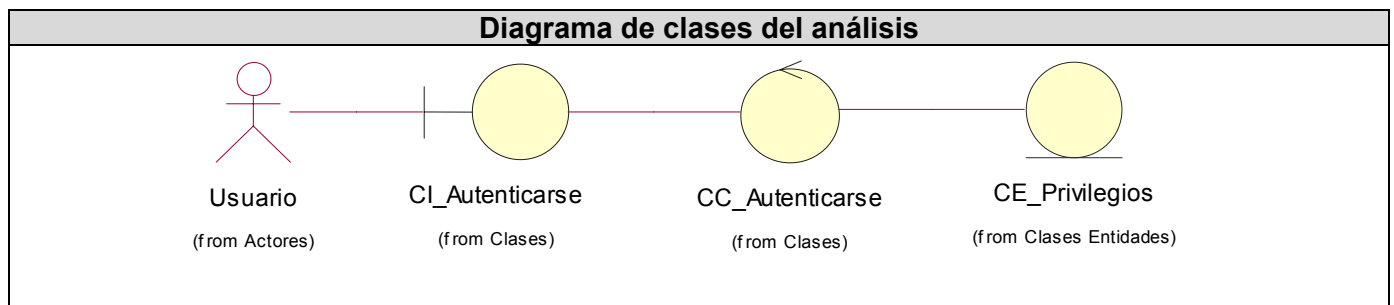 Diagrama de clases del análisis
Usuario
CI_Autenticarse
CC_Autenticarse
CE_Privilegios
(from Actores)
(from Clases)
(from Clases)
(from Clases Entidades)